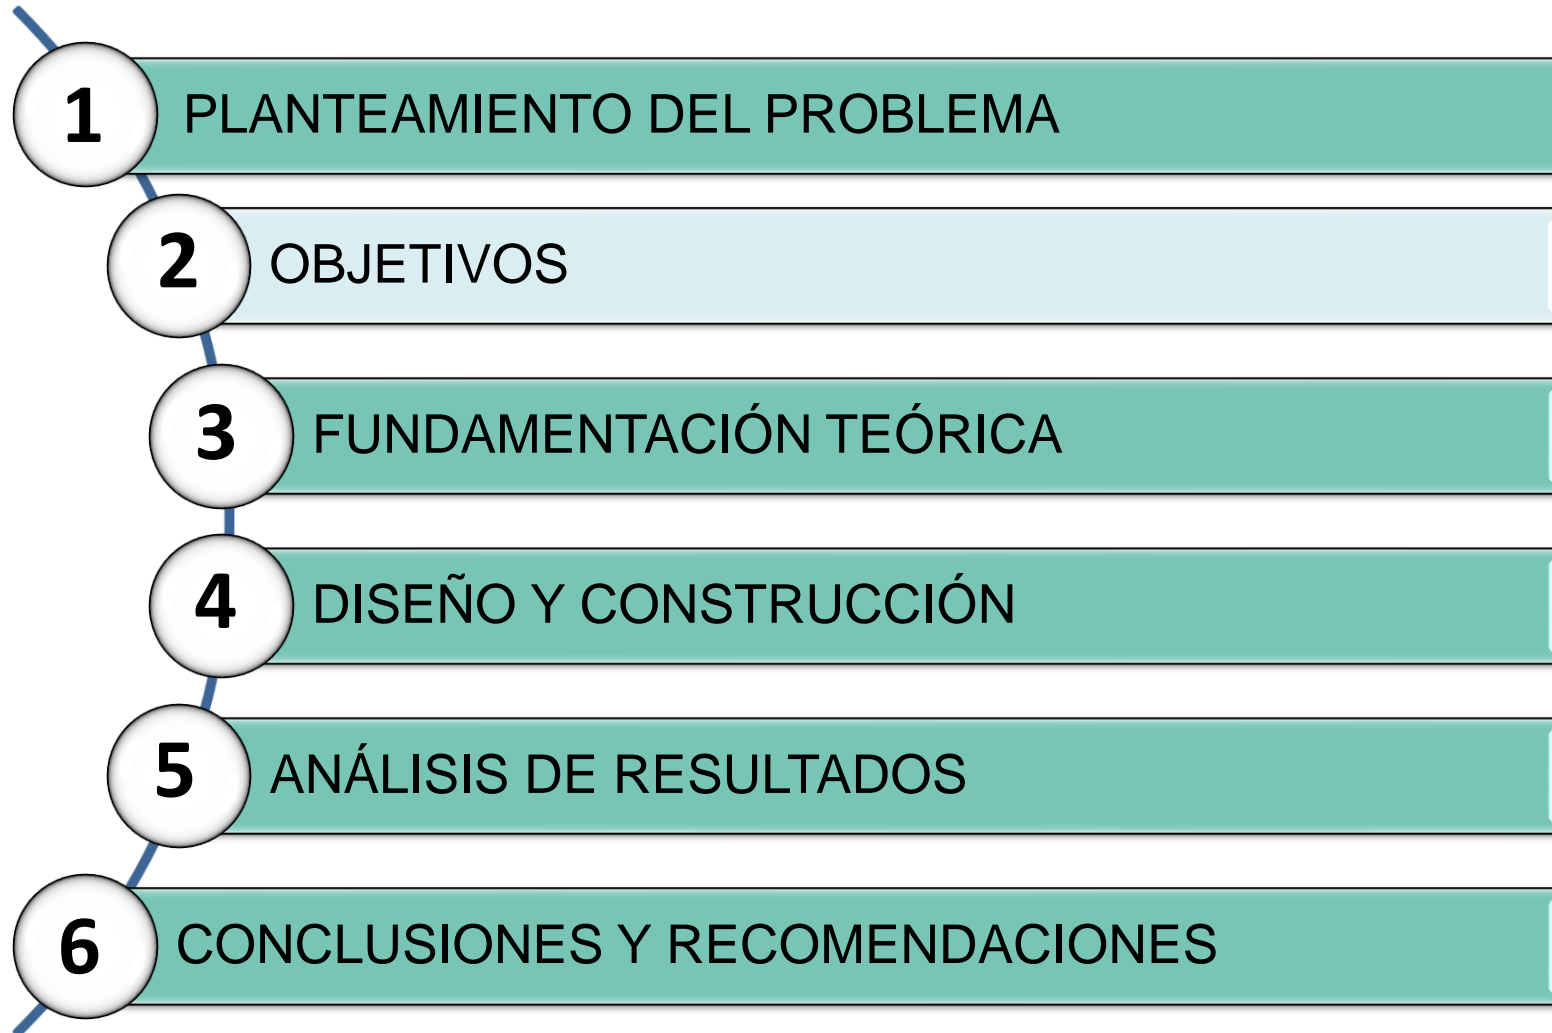 1 PLANTEAMIENTO DEL PROBLEMA
2 OBJETIVOS
3 FUNDAMENTACIÓN TEÓRICA
4 DISEÑO Y CONSTRUCCIÓN
5 ANÁLISIS DE RESULTADOS
6 CONCLUSIONES Y RECOMENDACIONES